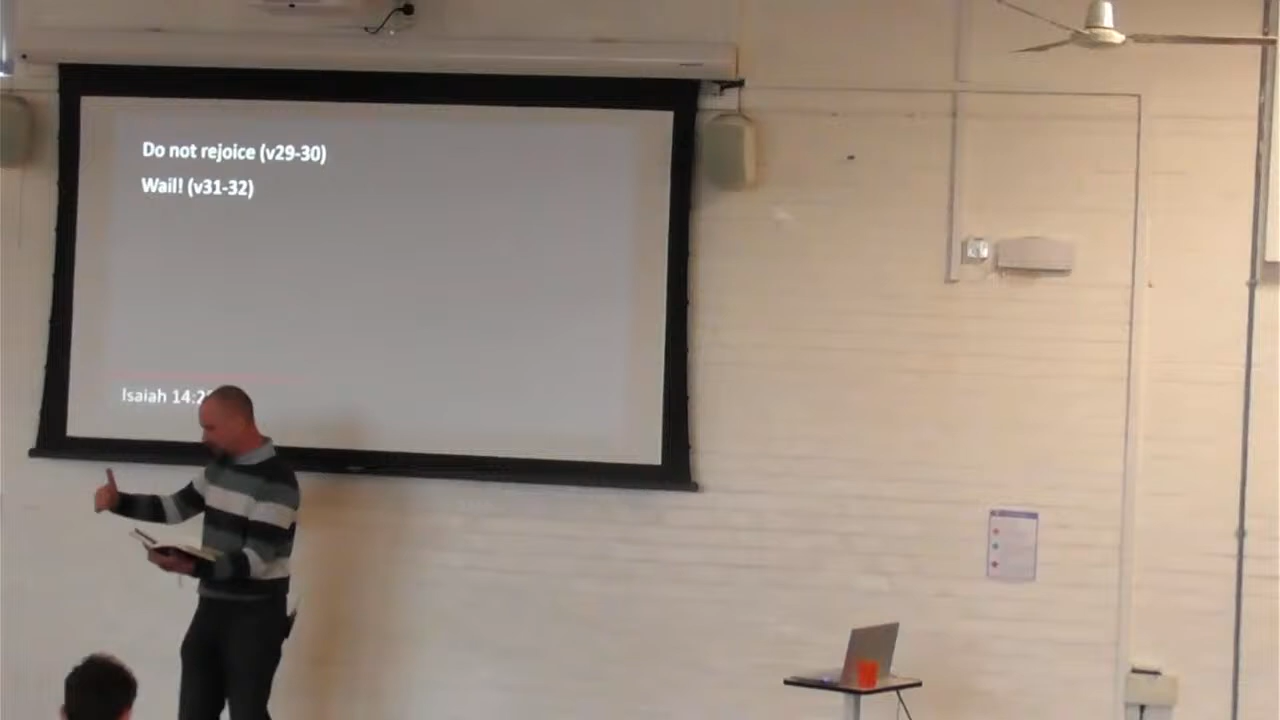 Do not rejoice (v29-30)
Wail! (v31-32)
Isaiah 14:2